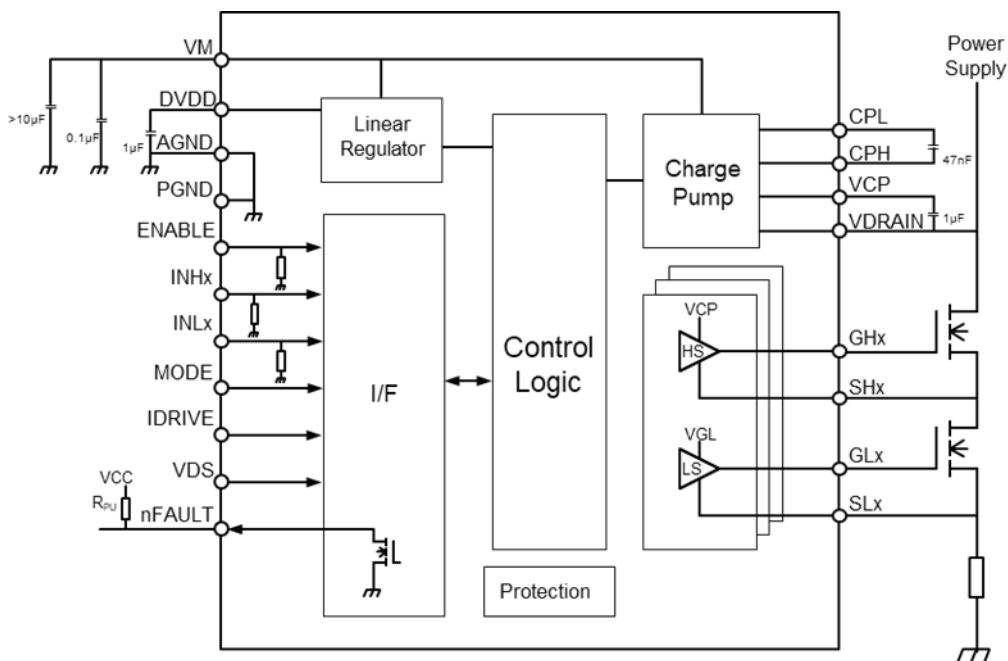 VM
DVDD
AGND
PGND
ENABLE
INHx
INLx
MODE
IDRIVE
VDS
VCC
RPU
nFAULT
>10µF
0.1µF
1µF
Linear
Regulator
I/F
Control
Logic
Charge
Pump
VCP
HS
VGL
LS
Protection
Power
Supply
CPL
CPH
47nF
VCP
1µF
VDRAIN
GHx
SHx
GLx
SLx